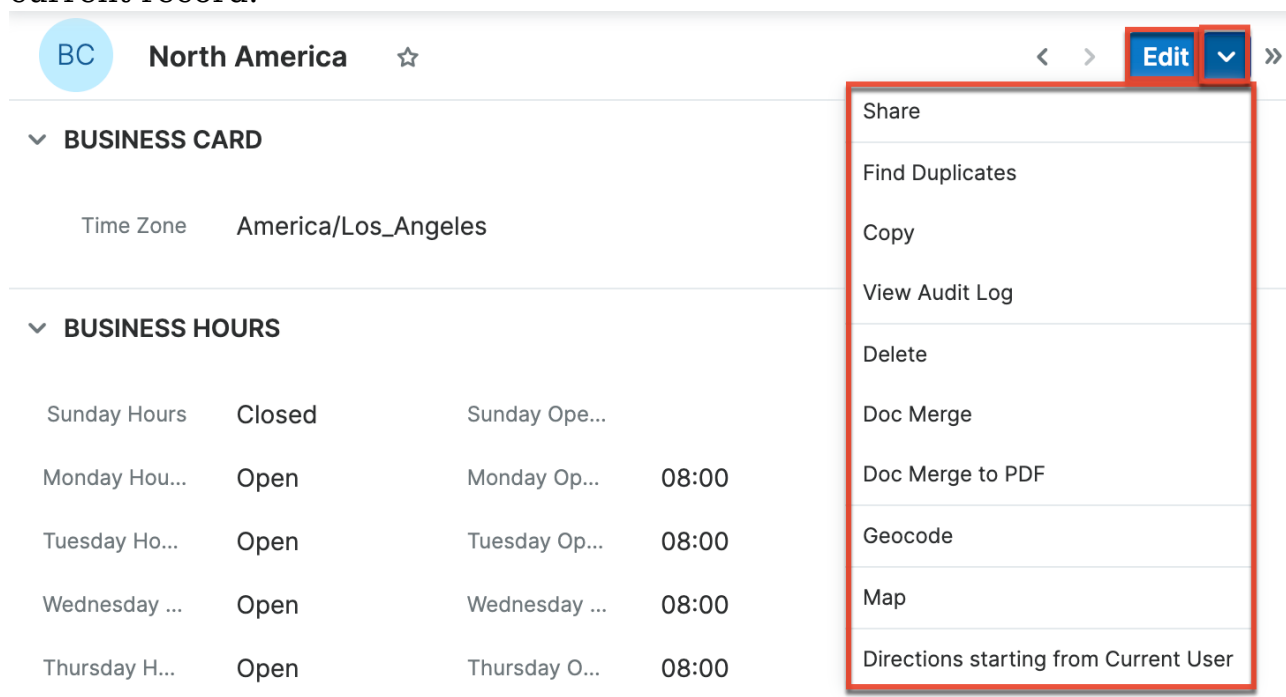 current record.
BC North America Edit
Share
BUSINESS CARD
Find Duplicates
Time Zone America/Los_Angeles
Copy
View Audit Log
BUSINESS HOURS
Delete
Sunday Hours Closed Sunday Ope...
Doc Merge
Monday Hou... Open Monday Op... 08:00
Doc Merge to PDF
Tuesday Ho... Open Tuesday Op... 08:00
Geocode
Wednesday ... Open Wednesday ... 08:00
Map
Thursday H... Open Thursday O... 08:00
Directions starting from Current User